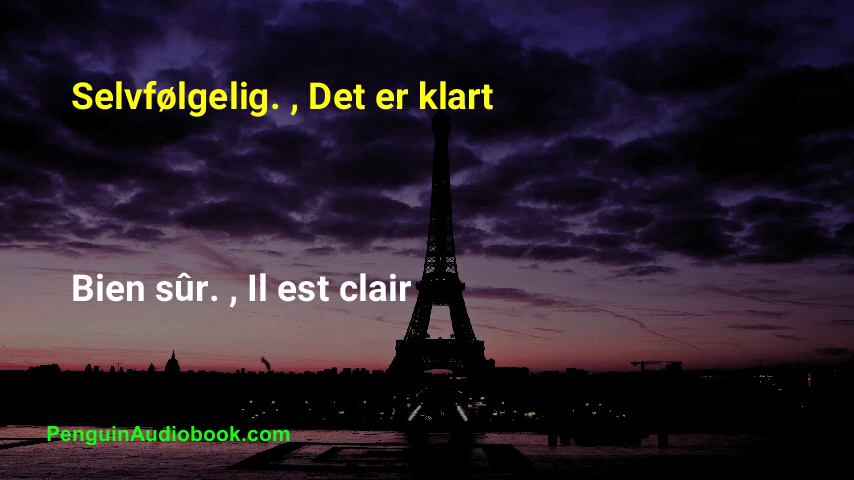 Selvfølgelig. , Det er klart
Bien sûr. , Il est clair
PenguinAudiobook.com